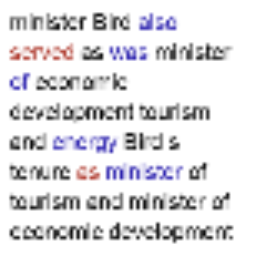 minister Bird also
served as was minister
of economic
development tourism
and energy Bird s
tenure as minister of
tourism and minister of
economic development